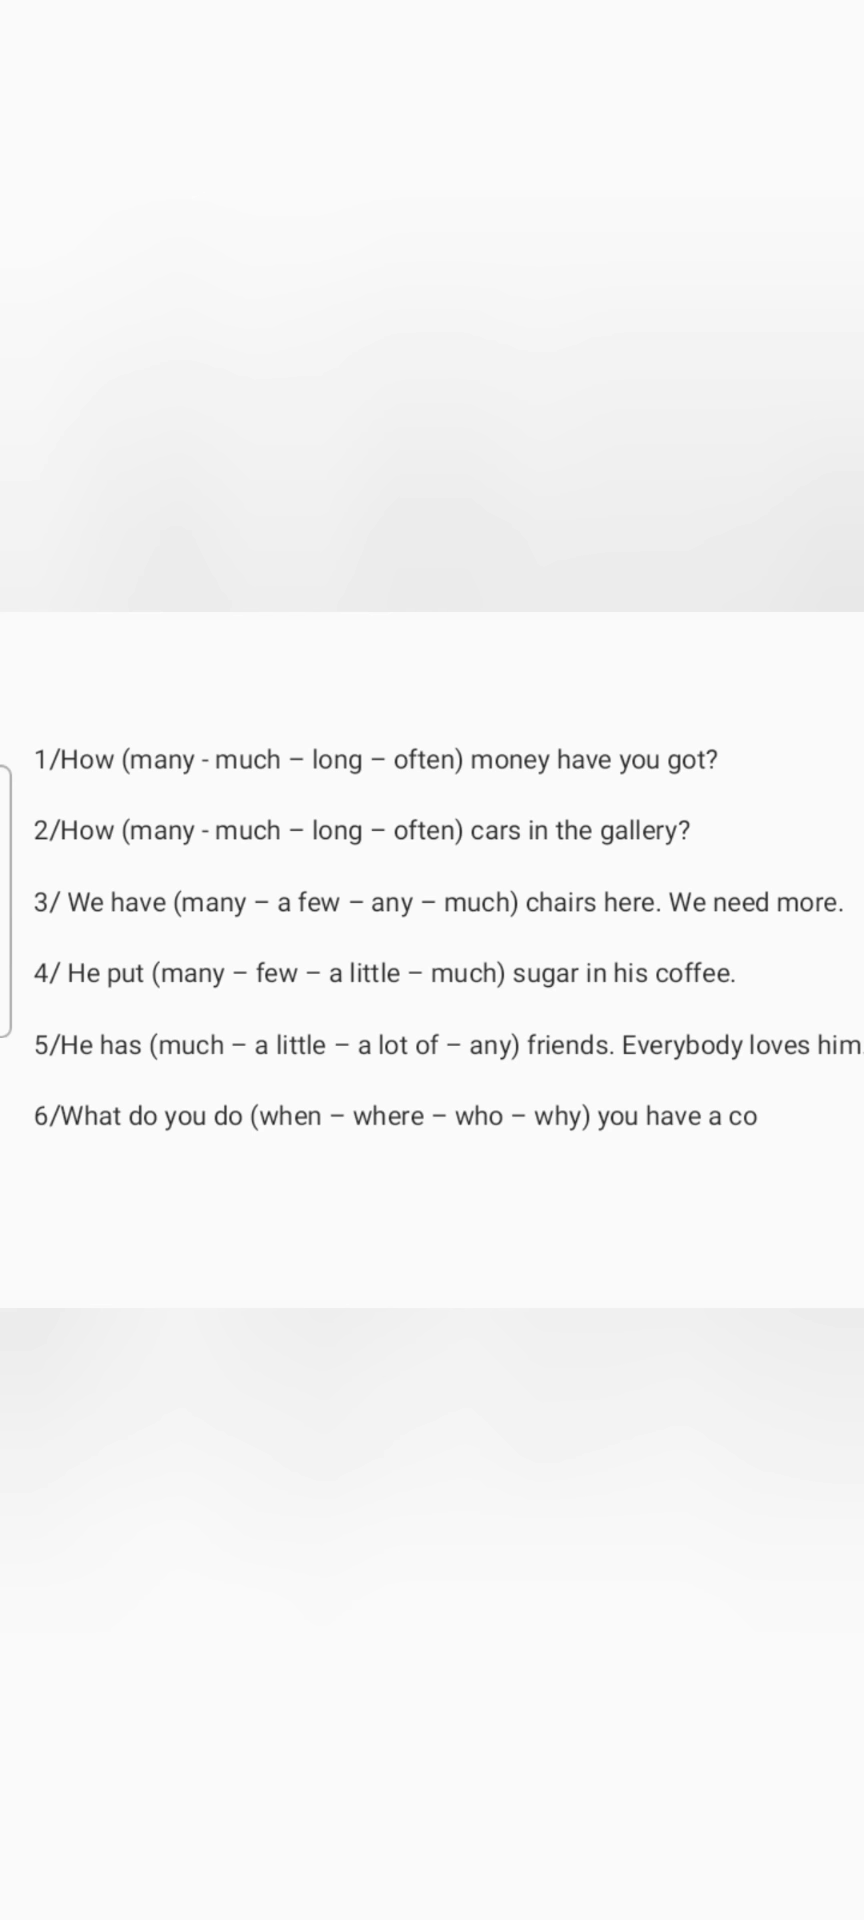 1/How (many - much – long – often) money have you got?
2/How (many - much – long – often) cars in the gallery?
3/ We have (many – a few – any – much) chairs here. We need more.
4/ He put (many – few – a little – much) sugar in his coffee.
5/He has (much – a little – a lot of – any) friends. Everybody loves him.
6/What do you do (when – where – who – why) you have a co